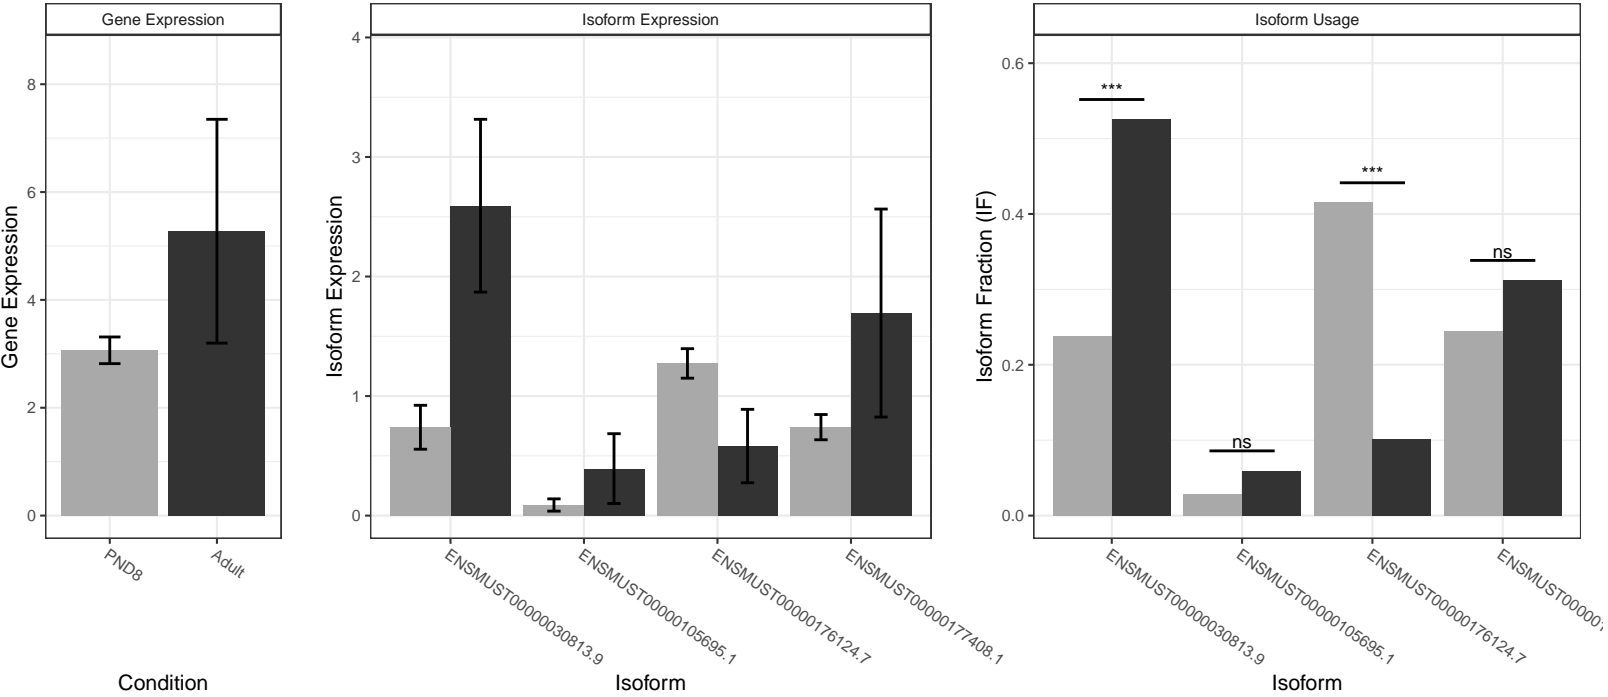 Gene Expression
Isoform Expression
Isoform Usage
Gene Expression
8
6
4
2
0
PND8
Adult
Condition
Isoform Expression
4
3
2
1
0
ENSMUST00000030813.9
ENSMUST00000105695.1
ENSMUST00000176124.7
ENSMUST00000177408.1
Isoform
Isoform Fraction (IF)
0.6
0.4
0.2
0.0
***
ns
***
ns
ENSMUST00000030813.9
ENSMUST00000105695.1
ENSMUST00000176124.7
Isoform